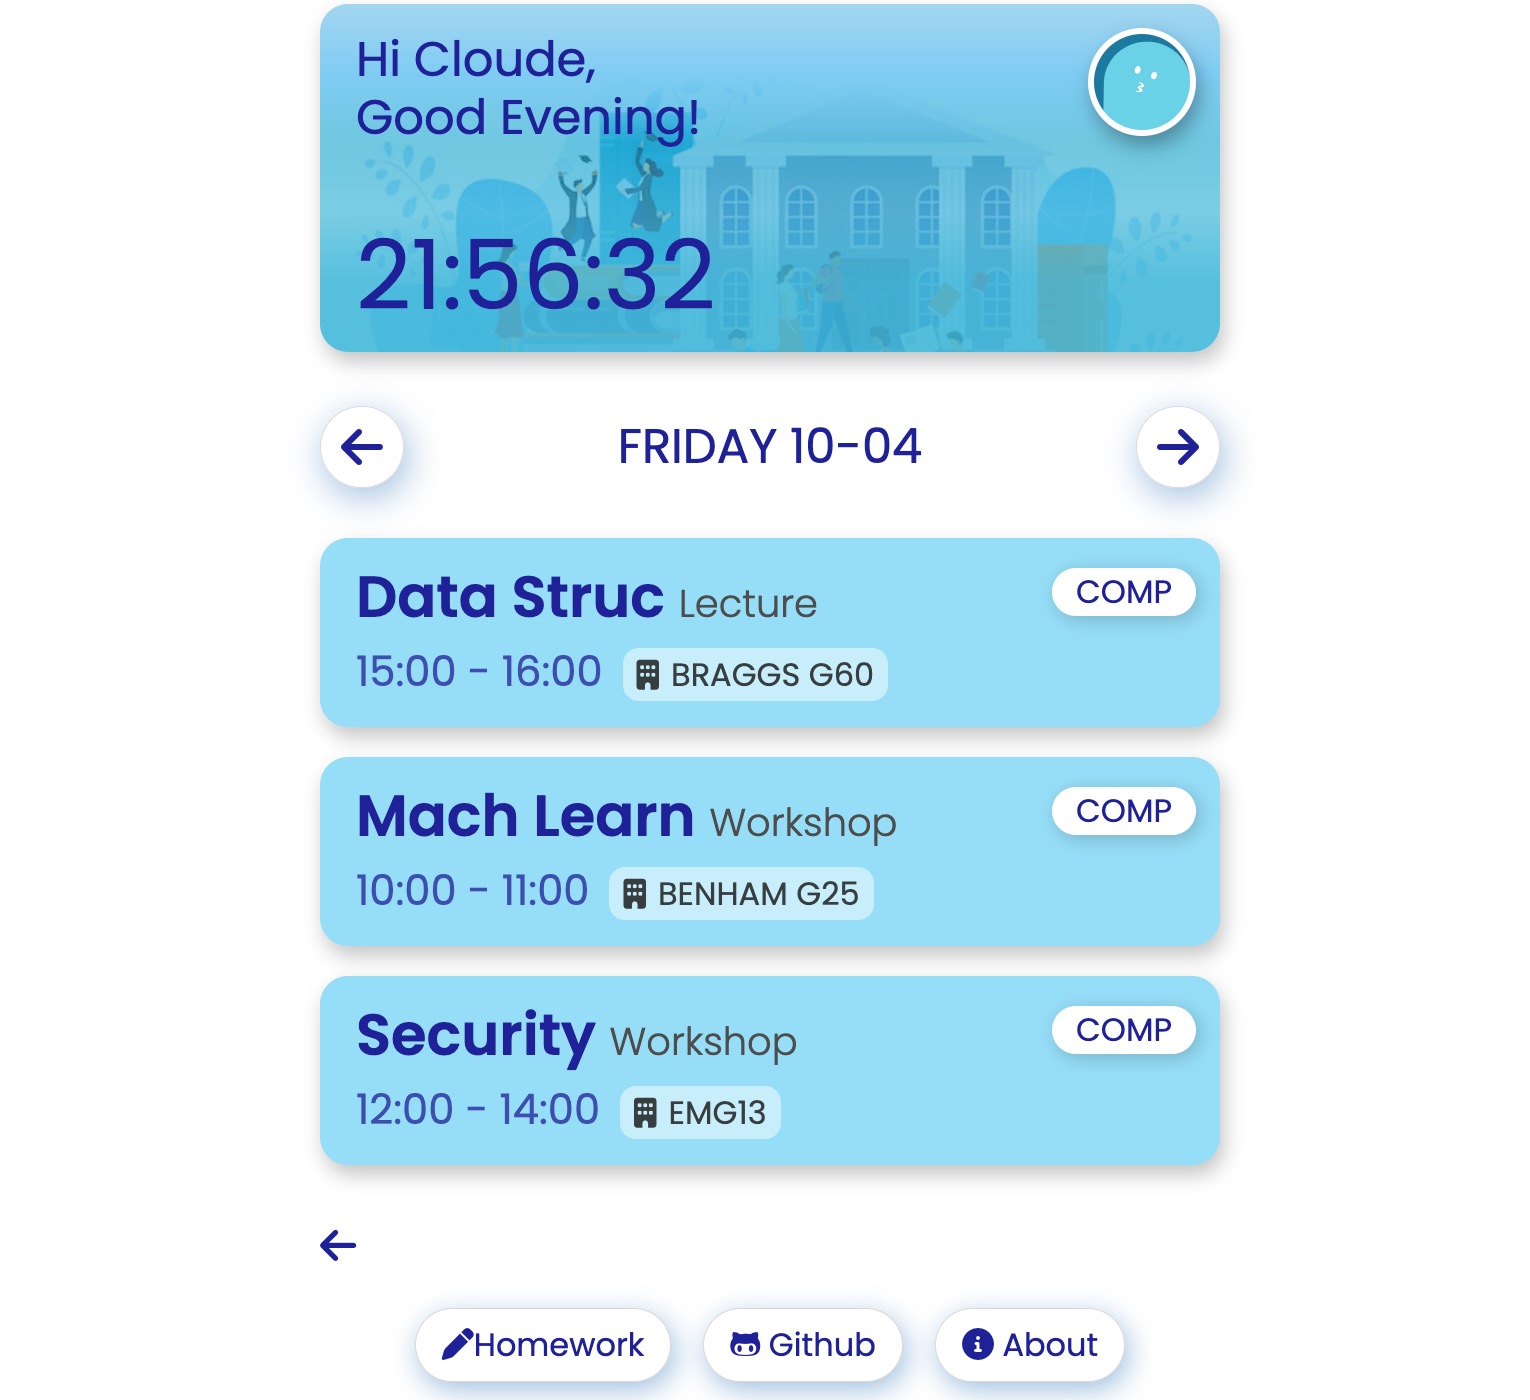 Hi Cloude,
Good Evening!
21:56:32
FRIDAY 10-04
Data Struc Lecture COMP
15:00 - 16:00 BRAGGS G60
Mach Learn Workshop COMP
10:00 - 11:00 BENHAM G25
Security Workshop COMP
12:00 - 14:00 EMG13
Homework Github About